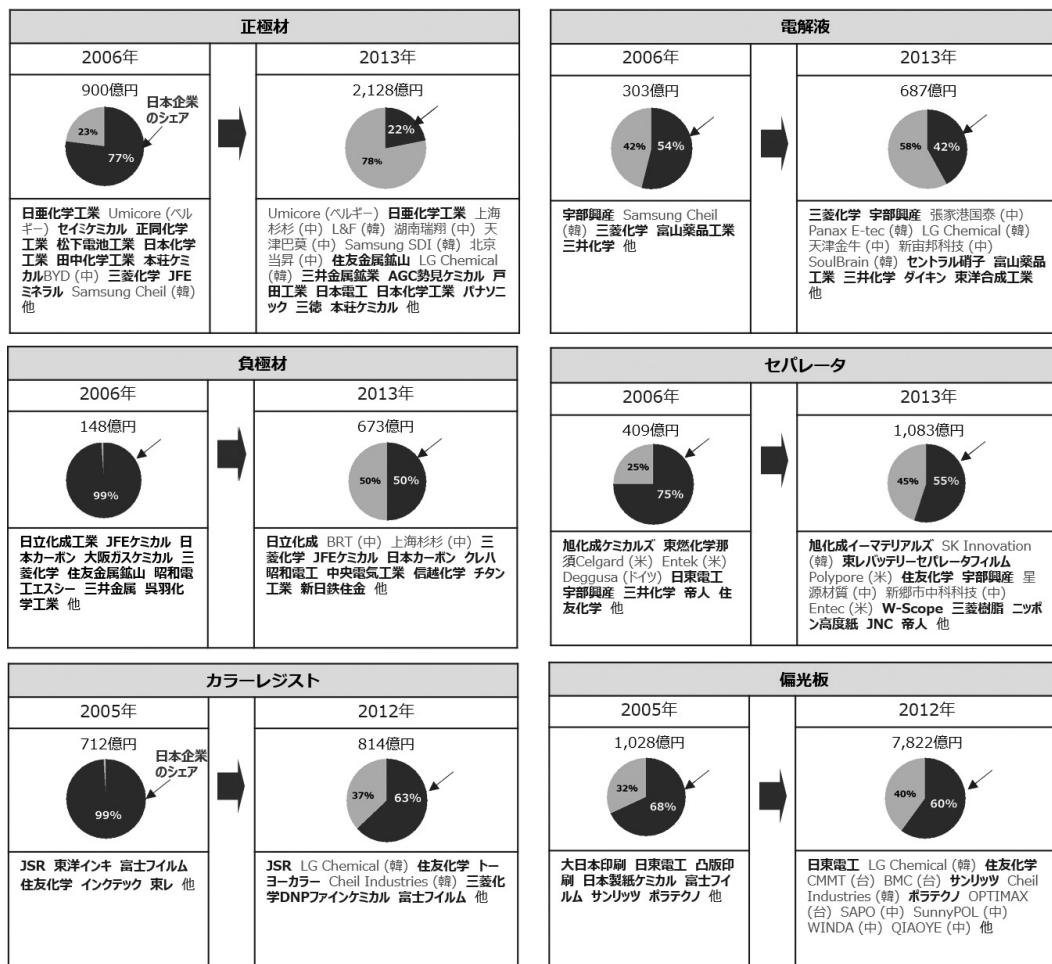 正極材
2006年
900億円
日本企業
のシェア
23%
77%
日亜化学工業 Umicore (ベル
ギー) セイミケミカル 正同化学
工業 松下電池工業 日本化学
工業 田中化学工業 本荘ケミ
カルBYD (中) 三菱化学 JFE
ミネラル Samsung Cheil (韓)
他
2013年
2,128億円
22%
78%
Umicore (ベルギー) 日亜化学工業 上海
杉杉 (中) L&F (韓) 湖南瑞翔 (中) 天
津巴莫 (中) Samsung SDI (韓) 北京
当昇 (中) 住友金属鉱山 LG Chemical
(韓) 三井金属鉱業 AGC勢見ケミカル 戸
田工業 日本電工 日本化学工業 パナソニ
ック 三徳 本荘ケミカル 他
電解液
2006年
303億円
42%
54%
宇部興産 Samsung Cheil
(韓) 三菱化学 富山薬品工業
三井化学 他
2013年
687億円
58%
42%
三菱化学 宇部興産 張家港国泰 (中)
Panax E-tec (韓) LG Chemical (韓)
天津金牛 (中) 新宙邦科技 (中)
SoulBrain (韓) セントラル硝子 富山薬品
工業 三井化学 ダイキン 東洋合成工業
他
負極材
2006年
148億円
99%
日立化成工業 JFEケミカル 日
本カーボン 大阪ガスケミカル 三
菱化学 住友金属鉱山 昭和電
工エスシー 三井金属 呉羽化
学工業 他
2013年
673億円
50%
50%
日立化成 BRT (中) 上海杉杉 (中) 三
菱化学 JFEケミカル 日本カーボン クレハ
昭和電工 中央電気工業 信越化学 チタン
工業 新日鉄住金 他
セパレータ
2006年
409億円
25%
75%
旭化成ケミカルズ 東燃化学那
須Celgard (米) Entek (米)
Deggusa (ドイツ) 日東電工
宇部興産 三井化学 帝人 住
友化学 他
2013年
1,083億円
45%
55%
旭化成イーマテリアルズ SK Innovation
(韓) 東レバッテリーセパレータフィルム
Polypore (米) 住友化学 宇部興産 星
源材質 (中) 新郷市中科科技 (中)
Entec (米) W-Scope 三菱樹脂 ニッポ
ン高度紙 JNC 帝人 他
カラーレジスト
2005年
712億円
日本企業
のシェア
99%
JSR 東洋インキ 富士フイルム
住友化学 インクテック 東レ 他
2012年
814億円
37%
63%
JSR LG Chemical (韓) 住友化学 トー
ヨーカラー Cheil Industries (韓) 三菱化
学DNPファインケミカル 富士フイルム 他
偏光板
2005年
1,028億円
32%
68%
大日本印刷 日東電工 凸版印
刷 日本製紙ケミカル 富士フイ
ルム サンリッツ ポラテクノ 他
2012年
7,822億円
40%
60%
日東電工 LG Chemical (韓) 住友化学
CMMT (台) BMC (台) サンリッツ Cheil
Industries (韓) ポラテクノ OPTIMAX
(台) SAPO (中) SunnyPOL (中)
WINDA (中) QIAOYE (中) 他